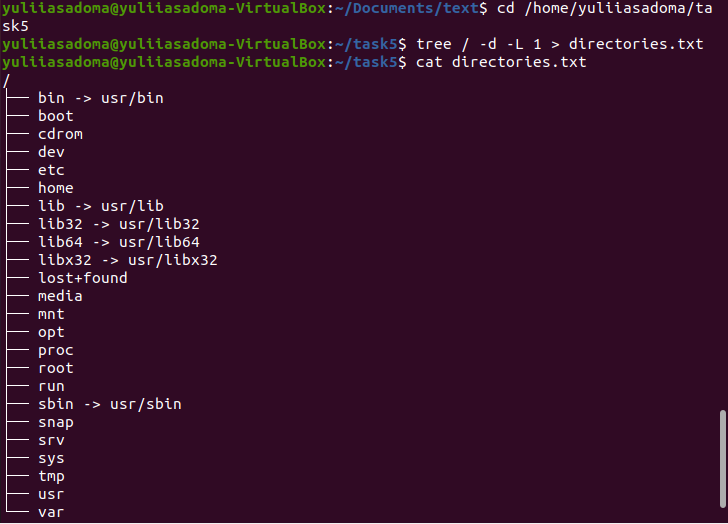 yuliiasadoma@yuliiasadoma-VirtualBox:~/Documents/text$ cd /home/yuliiasadoma/ta
sk5
yuliiasadoma@yuliiasadoma-VirtualBox:~/task5$ tree / -d -L 1 > directories.txt
yuliiasadoma@yuliiasadoma-VirtualBox:~/task5$ cat directories.txt
/
├── bin -> usr/bin
├── boot
├── cdrom
├── dev
├── etc
├── home
├── lib -> usr/lib
├── lib32 -> usr/lib32
├── lib64 -> usr/lib64
├── libx32 -> usr/libx32
├── lost+found
├── media
├── mnt
├── opt
├── proc
├── root
├── run
├── sbin -> usr/sbin
├── snap
├── srv
├── sys
├── tmp
├── usr
└── var